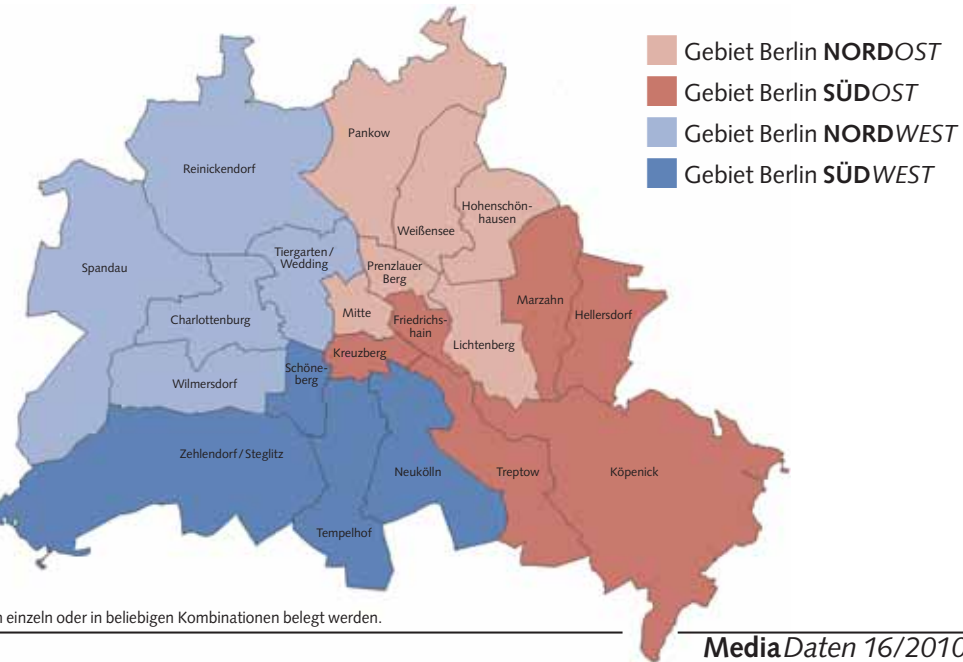 Gebiet Berlin NORDOST
Gebiet Berlin SÜDOST
Gebiet Berlin NORDWEST
Gebiet Berlin SÜDWEST
Pankow
Reinickendorf
Hohenschön-
hausen
Weißensee
Tiergarten/
Wedding
Spandau
Prenzlauer
Berg
Marzahn
Mitte
Hellersdorf
Charlottenburg
Friedrichs-
hain
Lichtenberg
Kreuzberg
Schöne-
berg
Wilmersdorf
Zehlendorf/Steglitz
Neukölln
Treptow
Köpenick
Tempelhof
einzeln oder in beliebigen Kombinationen belegt werden.
MediaDaten 16/2010